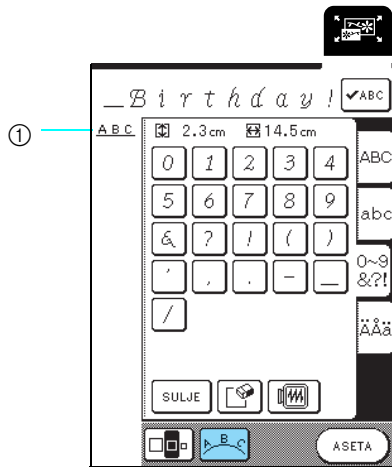 _Birthday! ✔ABC
① ABC 2.3cm 14.5cm
0 1 2 3 4 ABC
5 6 7 8 9 abc
& ? ! ( ) 0~9 &?!
' , . – _
/ ÄÅä
SULJE
B
ASETA